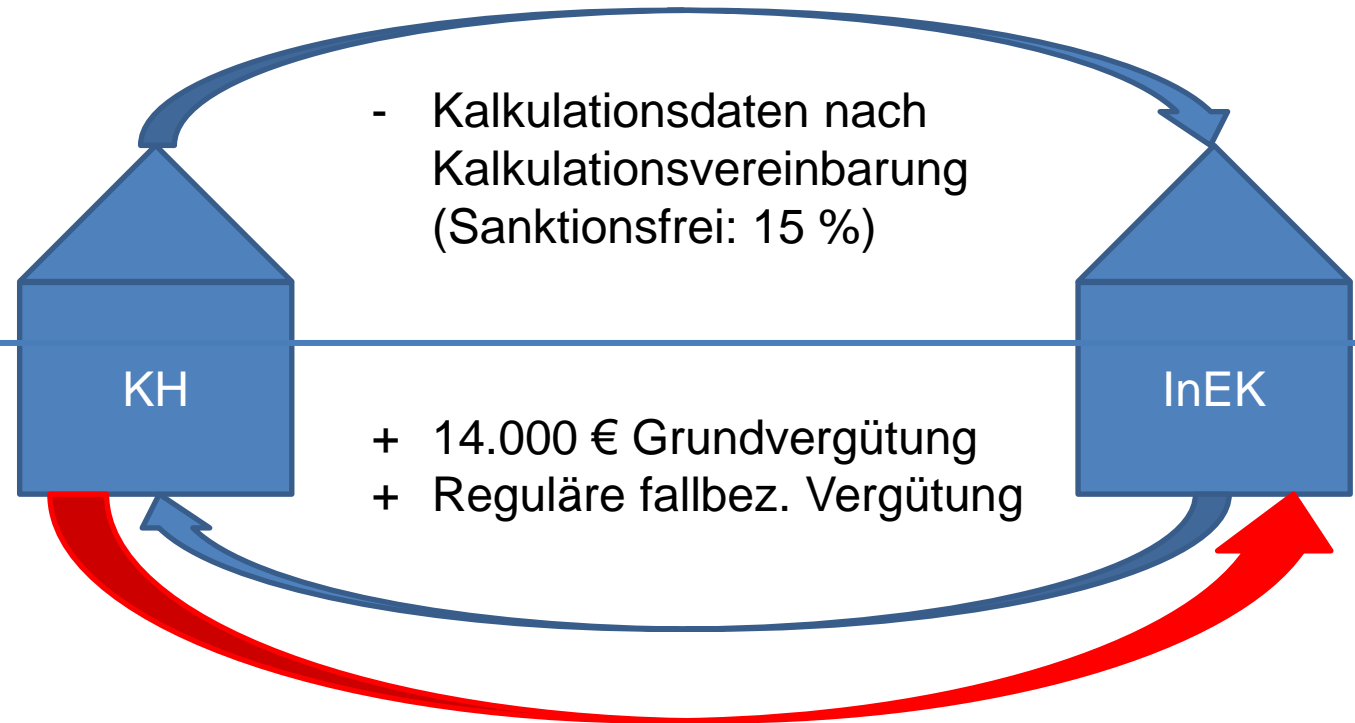 - Kalkulationsdaten nach
Kalkulationsvereinbarung
(Sanktionsfrei: 15 %)
KH
InEK
+ 14.000 € Grundvergütung
+ Reguläre fallbez. Vergütung